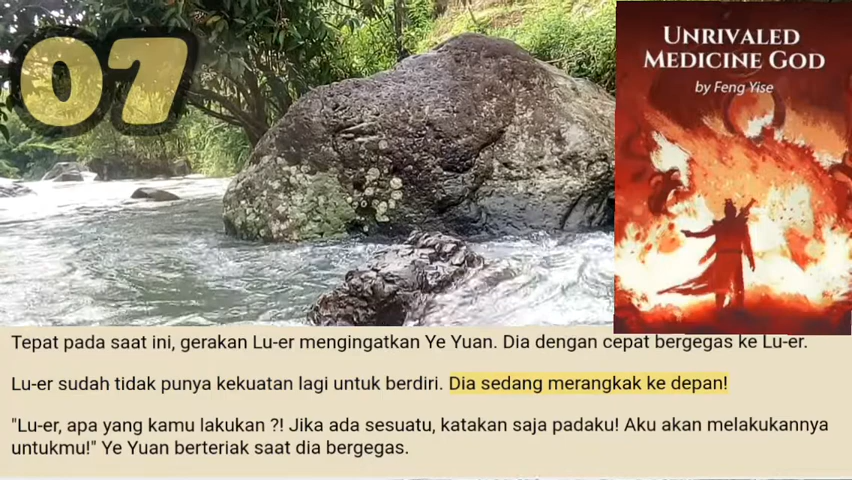 07
UNRIVALED
MEDICINE GOD
by Feng Yise
Tepat pada saat ini, gerakan Lu-er mengingatkan Ye Yuan. Dia dengan cepat bergegas ke Lu-er.
Lu-er sudah tidak punya kekuatan lagi untuk berdiri. Dia sedang merangkak ke depan!
"Lu-er, apa yang kamu lakukan ?! Jika ada sesuatu, katakan saja padaku! Aku akan melakukannya
untukmu!" Ye Yuan berteriak saat dia bergegas.